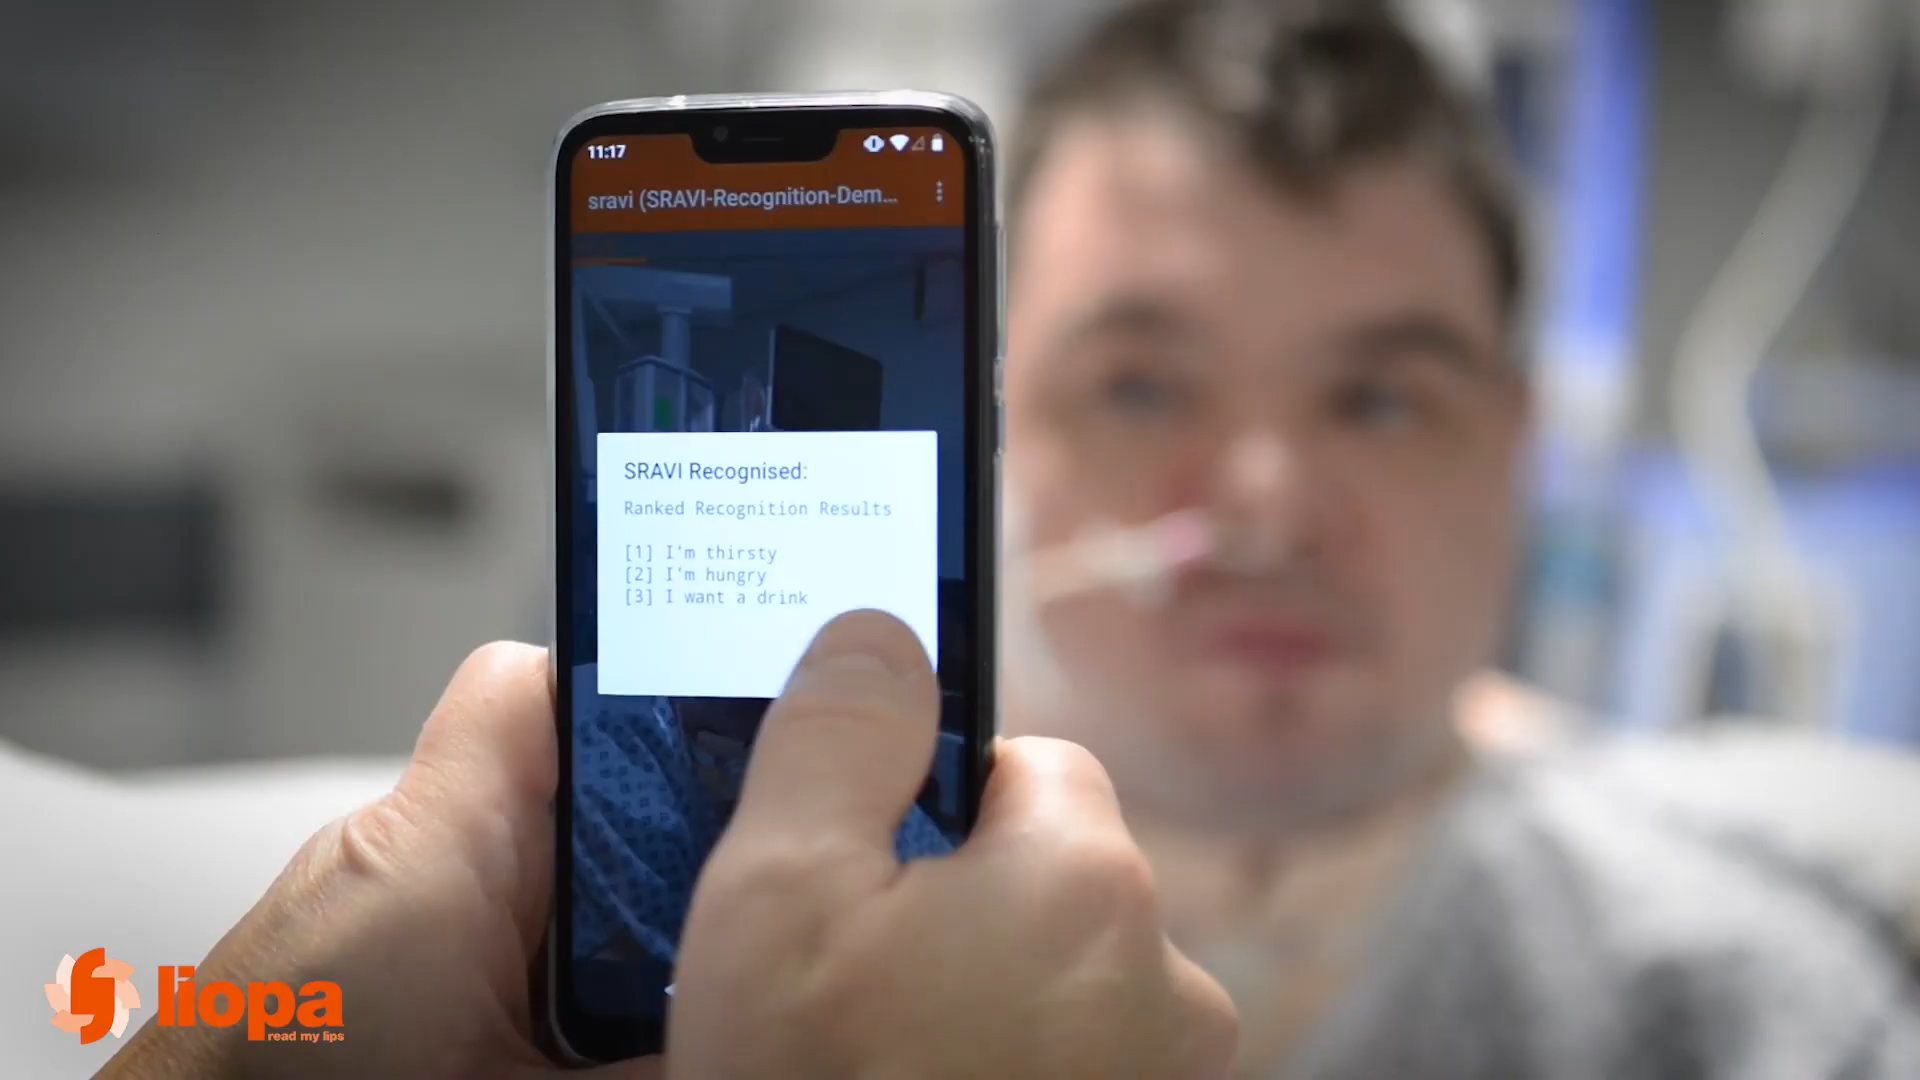 11:17
sravi (SRAVI-Recognition-Dem...
SRAVI Recognised:
Ranked Recognition Results
[1] I'm thirsty
[2] I'm hungry
[3] I want a drink
liopa
read my lips